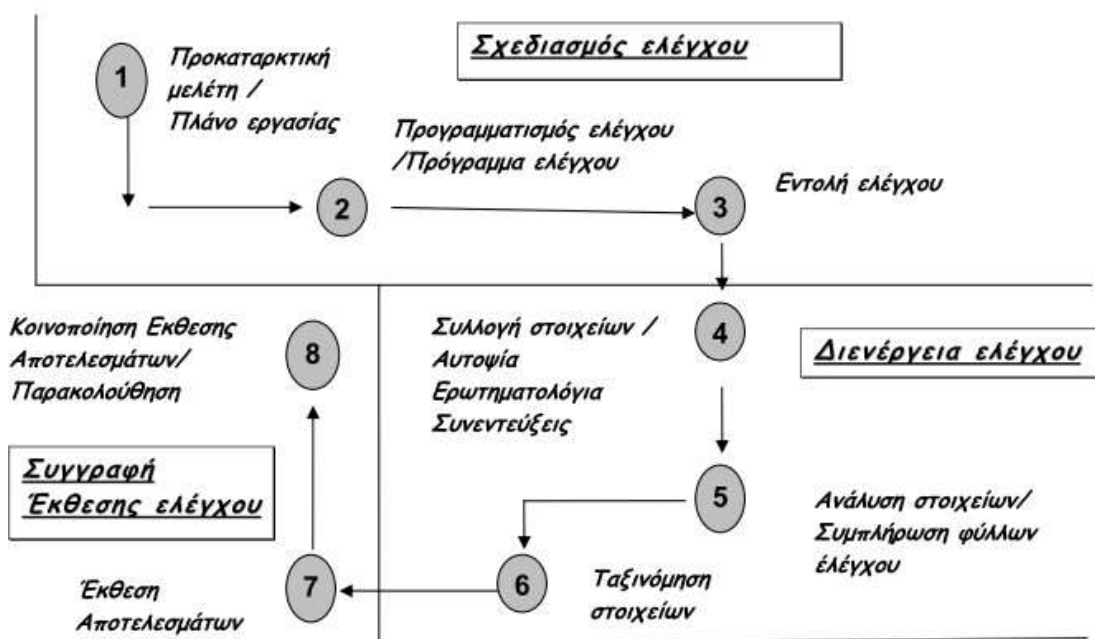 Σχεδιασμός ελέγχου
1
Προκαταρκτική
μελέτη /
Πλάνο εργασίας
2
Προγραμματισμός ελέγχου
/Πρόγραμμα ελέγχου
3
Εντολή ελέγχου
4
Συλλογή στοιχείων /
Αυτοψία
Ερωτηματολόγια
Συνεντεύξεις
Διενέργεια ελέγχου
5
Ανάλυση στοιχείων/
Συμπλήρωση φύλλων
έλέγχου
6
Ταξινόμηση
στοιχείων
7
Έκθεση
Αποτελεσμάτων
Συγγραφή
Έκθεσης ελέγχου
8
Κοινοποίηση Εκθεσης
Αποτελεσμάτων/
Παρακολούθηση